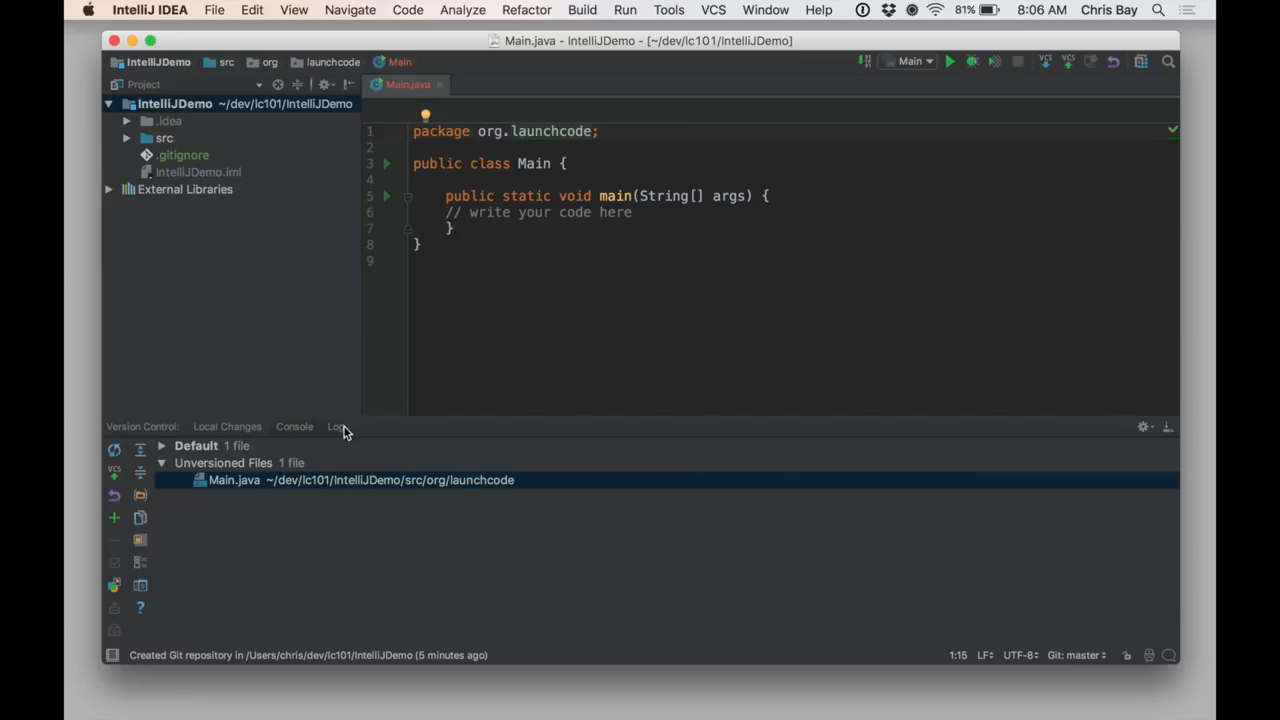 IntelliJ IDEA File Edit View Navigate Code Analyze Refactor Build Run Tools VCS Window Help 81% 8:06 AM Chris Bay
Main.java - IntelliJDemo - [~/dev/lc101/IntelliJDemo]
IntelliJDemo src org launchcode Main Main
Project Main.java
IntelliJDemo ~/dev/lc101/IntelliJDemo
.idea
src
.gitignore
IntelliJDemo.iml
External Libraries
1 package org.launchcode;
2
3 public class Main {
4
5 public static void main(String[] args) {
6 // write your code here
7 }
8 }
9
Version Control: Local Changes Console Log
Default 1 file
Unversioned Files 1 file
Main.java ~/dev/lc101/IntelliJDemo/src/org/launchcode
Created Git repository in /Users/chris/dev/lc101/IntelliJDemo (5 minutes ago) 1:15 LF UTF-8 Git: master